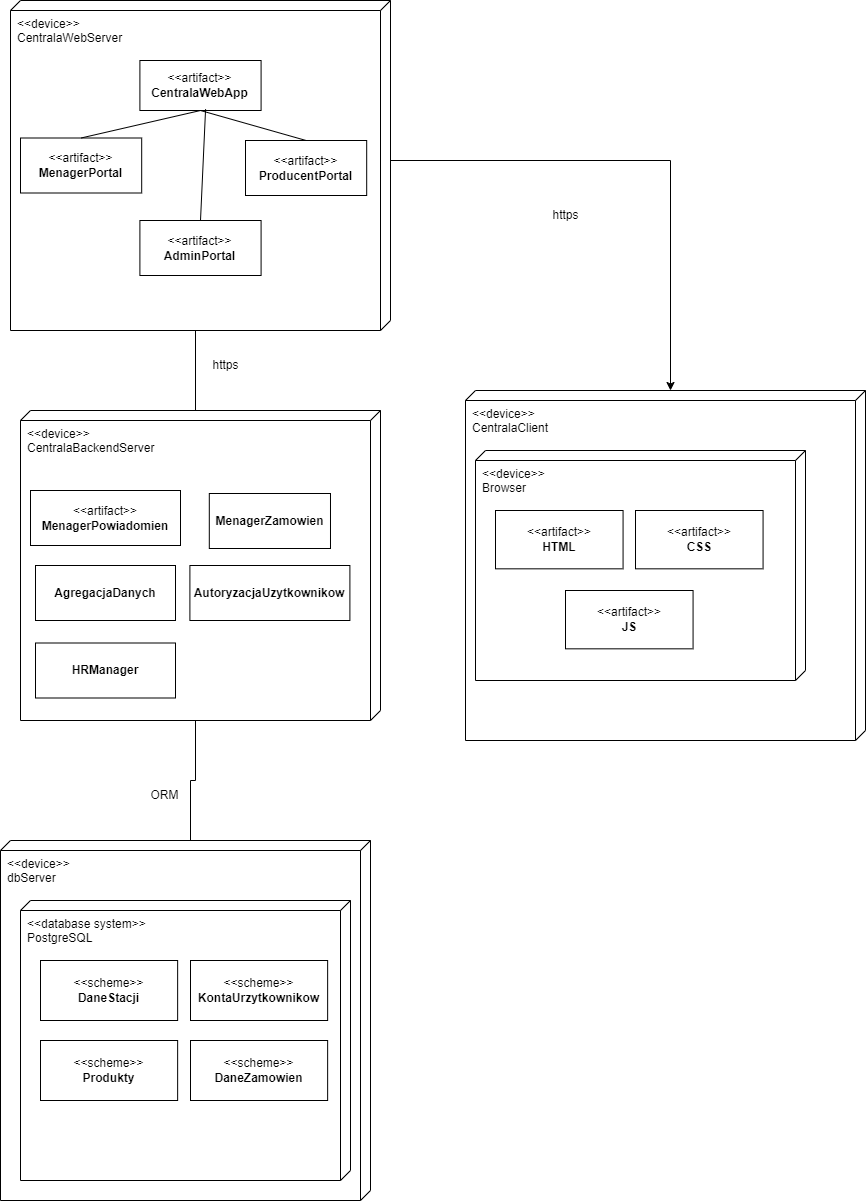 <<device>>
CentralaWebServer
<<artifact>>
CentralaWebApp
<<artifact>>
MenagerPortal
<<artifact>>
ProducentPortal
<<artifact>>
AdminPortal
https
https
<<device>>
CentralaBackendServer
<<artifact>>
MenagerPowiadomien
MenagerZamowien
AgregacjaDanych
AutoryzacjaUzytkownikow
HRManager
<<device>>
CentralaClient
<<device>>
Browser
<<artifact>>
HTML
<<artifact>>
CSS
<<artifact>>
JS
ORM
<<device>>
dbServer
<<database system>>
PostgreSQL
<<scheme>>
DaneStacji
<<scheme>>
KontaUrzytkownikow
<<scheme>>
Produkty
<<scheme>>
DaneZamowien